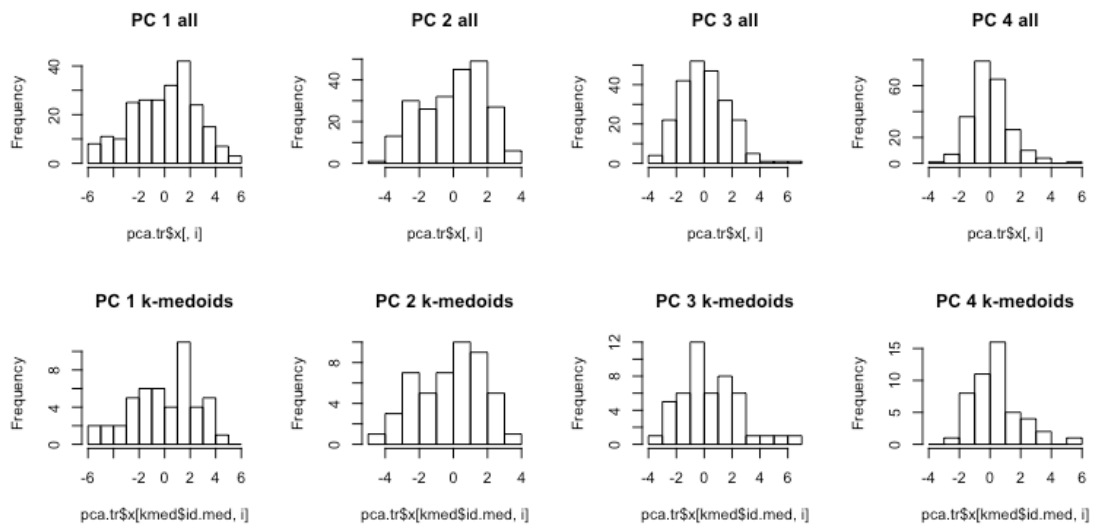 PC 1 all
PC 2 all
PC 3 all
PC 4 all
Frequency
0 20 40
-6 -2 0 2 4 6
pca.tr$x[, i]
Frequency
0 20 40
-4 -2 0 2 4
pca.tr$x[, i]
Frequency
0 20 40
-4 -2 0 2 4 6
pca.tr$x[, i]
Frequency
0 20 60
-4 -2 0 2 4 6
pca.tr$x[, i]
PC 1 k-medoids
PC 2 k-medoids
PC 3 k-medoids
PC 4 k-medoids
Frequency
0 4 8
-6 -2 0 2 4 6
pca.tr$x[kmed$id.med, i]
Frequency
0 4 8
-4 -2 0 2 4
pca.tr$x[kmed$id.med, i]
Frequency
0 4 8 12
-4 -2 0 2 4 6
pca.tr$x[kmed$id.med, i]
Frequency
0 5 10 15
-4 -2 0 2 4 6
pca.tr$x[kmed$id.med, i]